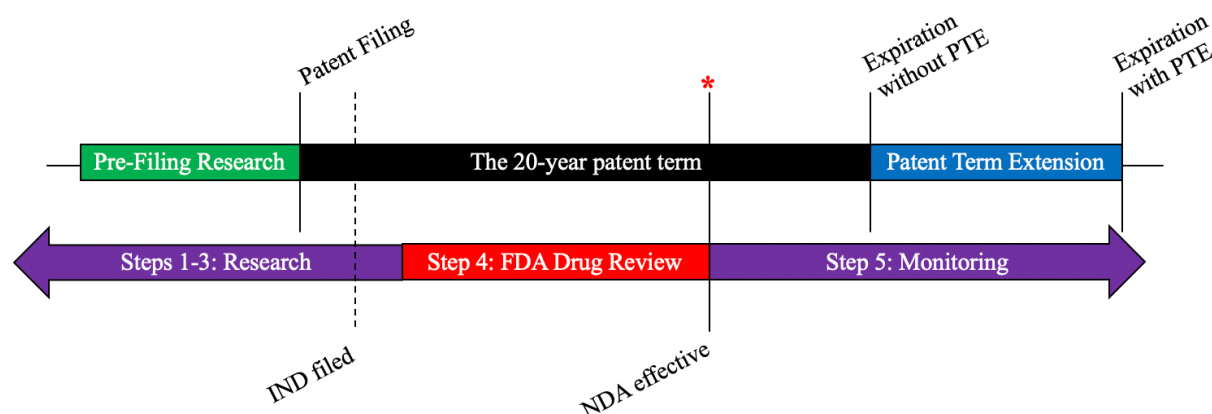 Patent Filing
*
Expiration
without PTE
Expiration
with PTE
Pre-Filing Research
The 20-year patent term
Patent Term Extension
Steps 1-3: Research
Step 4: FDA Drug Review
Step 5: Monitoring
IND filed
NDA effective